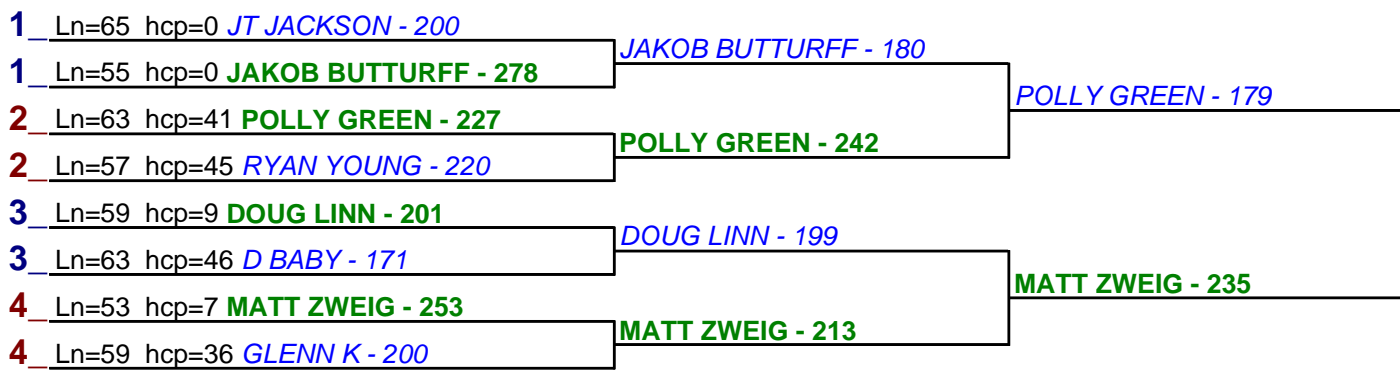 1_ Ln=65 hcp=0 JT JACKSON - 200
JAKOB BUTTURFF - 180
1_ Ln=55 hcp=0 JAKOB BUTTURFF - 278
POLLY GREEN - 179
2_ Ln=63 hcp=41 POLLY GREEN - 227
POLLY GREEN - 242
2_ Ln=57 hcp=45 RYAN YOUNG - 220
3_ Ln=59 hcp=9 DOUG LINN - 201
DOUG LINN - 199
3_ Ln=63 hcp=46 D BABY - 171
MATT ZWEIG - 235
4_ Ln=53 hcp=7 MATT ZWEIG - 253
MATT ZWEIG - 213
4_ Ln=59 hcp=36 GLENN K - 200